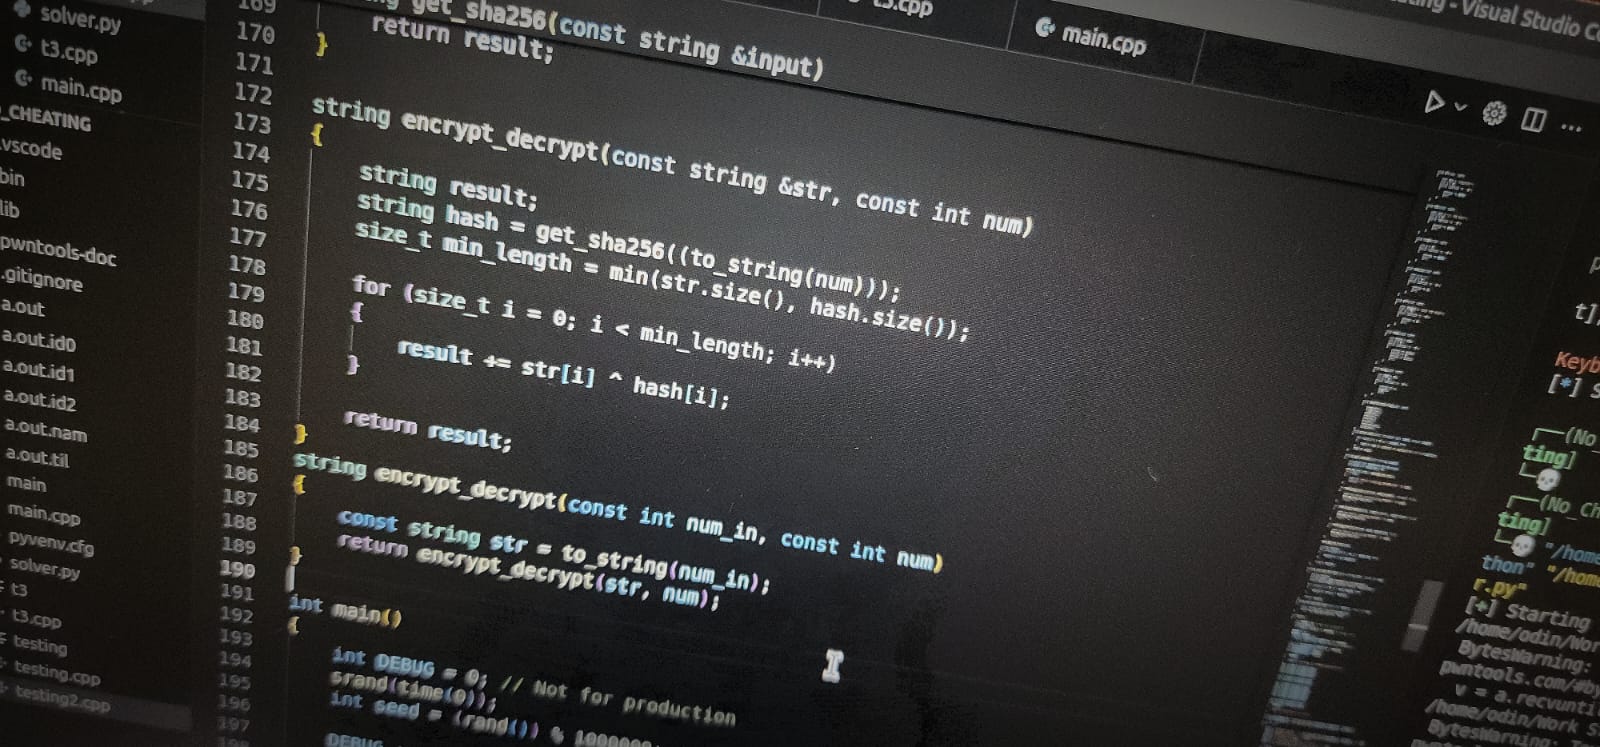 solver.py
t3.cpp
main.cpp
_CHEATING
.vscode
bin
lib
pwntools-doc
.gitignore
a.out
a.out.id0
a.out.id1
a.out.id2
a.out.nam
a.out.til
main
main.cpp
pyvenv.cfg
solver.py
t3
t3.cpp
testing
testing.cpp
testing2.cpp
t3.cpp
main.cpp
- Visual Studio
169
get_sha256(const string &input)
170
return result;
171
}
172
173
string encrypt_decrypt(const string &str, const int num)
174
{
175
string result;
176
string hash = get_sha256((to_string(num)));
177
size_t min_length = min(str.size(), hash.size());
178
for (size_t i = 0; i < min_length; i++)
179
{
180
result += str[i] ^ hash[i];
181
}
182
183
return result;
184
}
185
string encrypt_decrypt(const int num_in, const int num)
186
{
187
const string str = to_string(num_in);
188
return encrypt_decrypt(str, num);
189
}
190
191
int main()
192
{
193
194
int DEBUG = 0; // Not for production
195
srand(time(0));
196
int seed = (rand()) %
197
DEBUG
t],
Keyb
[*] S
(No
ting]
(No_Ch
ting]
"/home
thon" "/home
r.py"
[+] Starting
/home/odin/Wor
BytesWarning:
pwntools.com/#by
v = a.recvunti
/home/odin/Work S
BytesWarning: